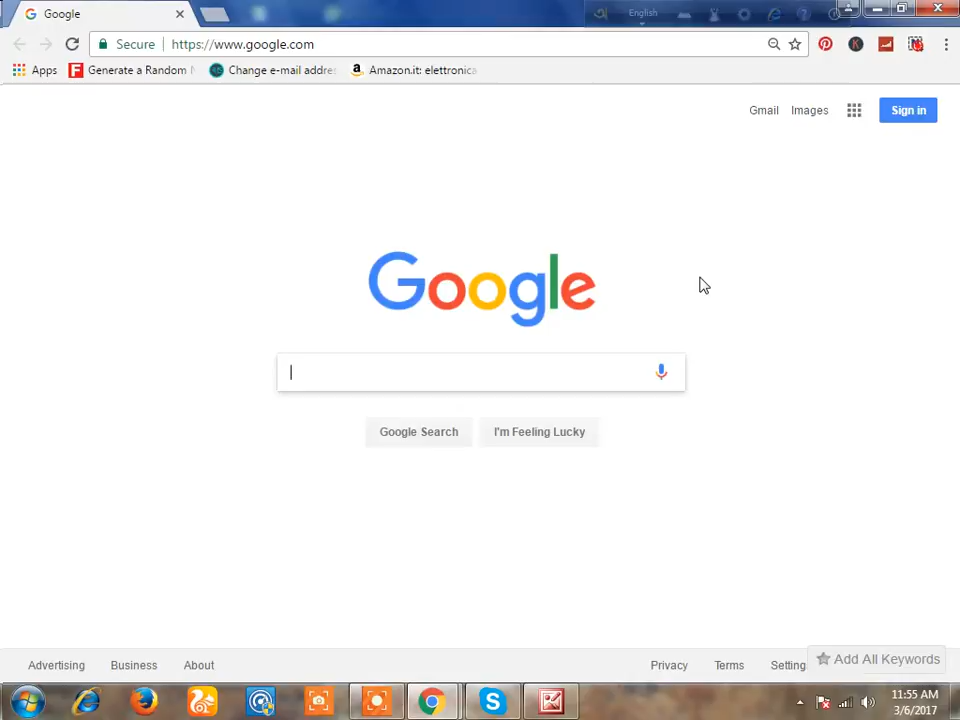 Google
English
Secure
https://www.google.com
Apps
Generate a Random
Change e-mail addre
Amazon.it: elettronica
Gmail
Images
Sign in
Google
Google Search
I'm Feeling Lucky
Advertising
Business
About
Privacy
Terms
Setting
Add All Keywords
11:55 AM
3/6/2017